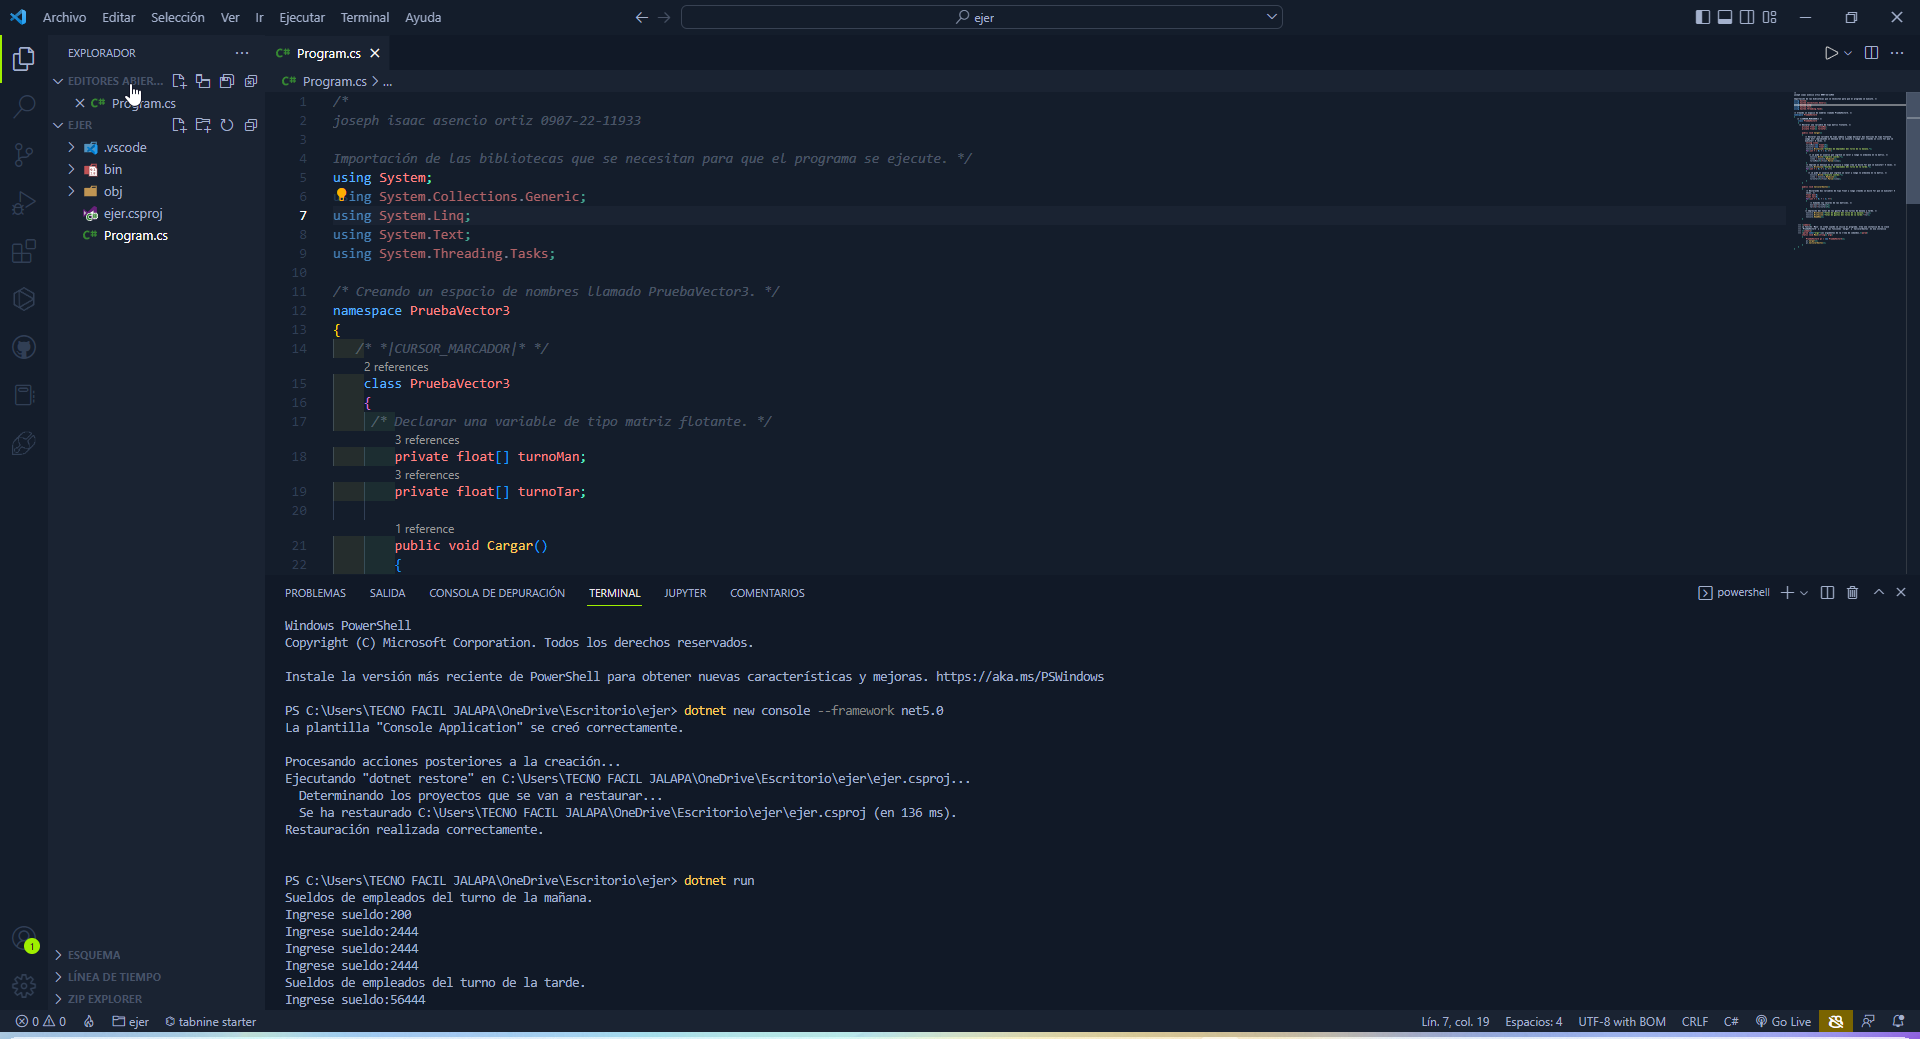 Archivo Editar Selección Ver Ir Ejecutar Terminal Ayuda
ejer
EXPLORADOR
C# Program.cs
EDITORES ABIER...
C# Program.cs > ...
C# Program.cs
EJER
.vscode
bin
obj
ejer.csproj
C# Program.cs
ESQUEMA
LÍNEA DE TIEMPO
ZIP EXPLORER
1 /*
2 joseph isaac asencio ortiz 0907-22-11933
3
4 Importación de las bibliotecas que se necesitan para que el programa se ejecute. */
5 using System;
6 using System.Collections.Generic;
7 using System.Linq;
8 using System.Text;
9 using System.Threading.Tasks;
10
11 /* Creando un espacio de nombres llamado PruebaVector3. */
12 namespace PruebaVector3
13 {
14 /* *|CURSOR_MARCADOR|* */
2 references
15 class PruebaVector3
16 {
17 /* Declarar una variable de tipo matriz flotante. */
3 references
18 private float[] turnoMan;
3 references
19 private float[] turnoTar;
20
1 reference
21 public void Cargar()
22 {
PROBLEMAS SALIDA CONSOLA DE DEPURACIÓN TERMINAL JUPYTER COMENTARIOS
powershell
Windows PowerShell
Copyright (C) Microsoft Corporation. Todos los derechos reservados.
Instale la versión más reciente de PowerShell para obtener nuevas características y mejoras. https://aka.ms/PSWindows
PS C:\Users\TECNO FACIL JALAPA\OneDrive\Escritorio\ejer> dotnet new console --framework net5.0
La plantilla "Console Application" se creó correctamente.
Procesando acciones posteriores a la creación...
Ejecutando "dotnet restore" en C:\Users\TECNO FACIL JALAPA\OneDrive\Escritorio\ejer\ejer.csproj...
Determinando los proyectos que se van a restaurar...
Se ha restaurado C:\Users\TECNO FACIL JALAPA\OneDrive\Escritorio\ejer\ejer.csproj (en 136 ms).
Restauración realizada correctamente.
PS C:\Users\TECNO FACIL JALAPA\OneDrive\Escritorio\ejer> dotnet run
Sueldos de empleados del turno de la mañana.
Ingrese sueldo:200
Ingrese sueldo:2444
Ingrese sueldo:2444
Ingrese sueldo:2444
Sueldos de empleados del turno de la tarde.
Ingrese sueldo:56444
1
0 0 ejer tabnine starter
Lín. 7, col. 19 Espacios: 4 UTF-8 with BOM CRLF C# Go Live